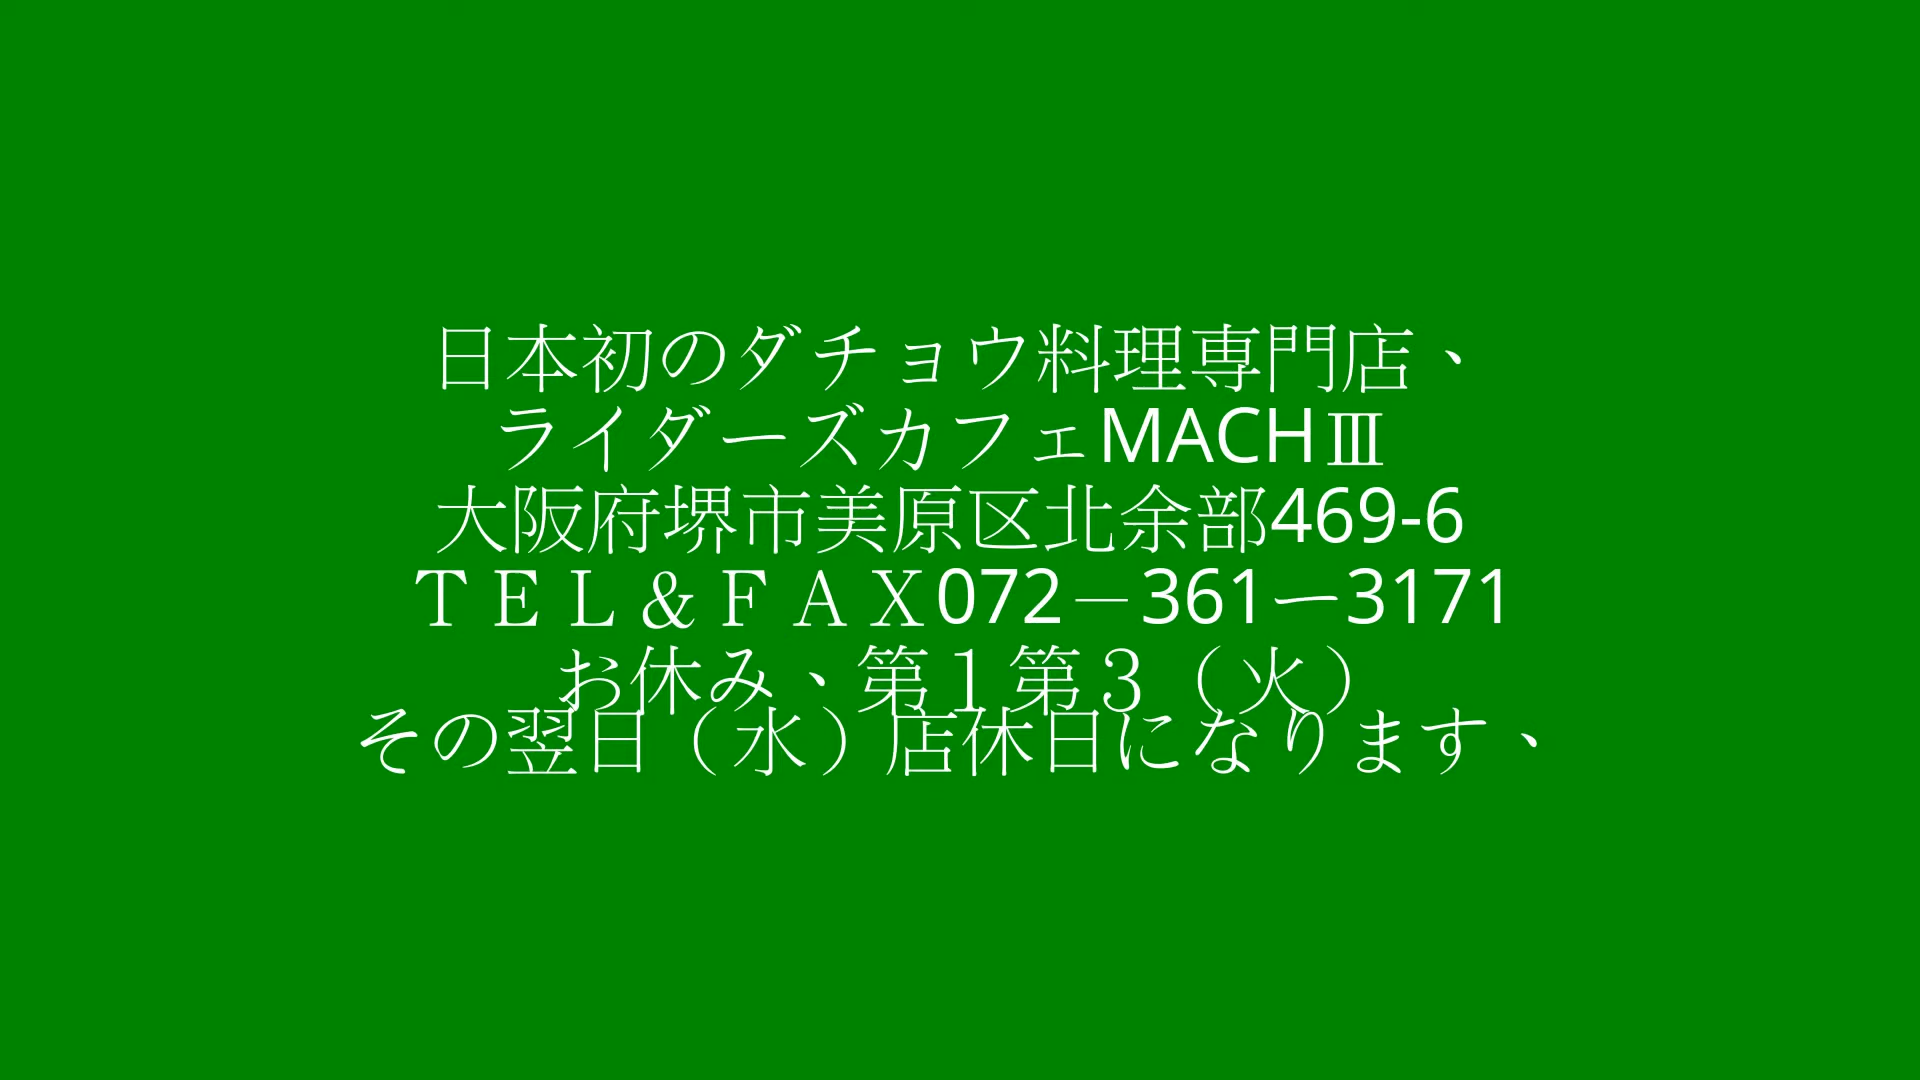 日本初のダチョウ料理専門店、
ライダーズカフェMACHⅢ
大阪府堺市美原区北余部469-6
ＴＥＬ＆ＦＡＸ072－361ー3171
お休み、第１第３（火）
その翌日（水）店休日になります、